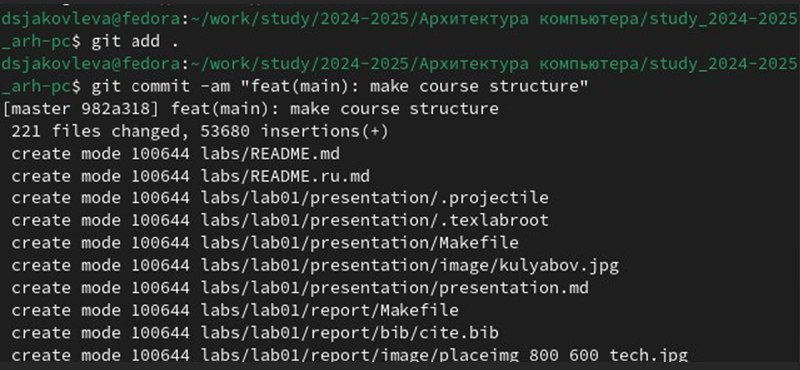 dsjakovleva@fedora:~/work/study/2024-2025/Архитектура компьютера/study_2024-2025
_arh-pc$ git add .
dsjakovleva@fedora:~/work/study/2024-2025/Архитектура компьютера/study_2024-2025
_arh-pc$ git commit -am "feat(main): make course structure"
[master 982a318] feat(main): make course structure
 221 files changed, 53680 insertions(+)
 create mode 100644 labs/README.md
 create mode 100644 labs/README.ru.md
 create mode 100644 labs/lab01/presentation/.projectile
 create mode 100644 labs/lab01/presentation/.texlabroot
 create mode 100644 labs/lab01/presentation/Makefile
 create mode 100644 labs/lab01/presentation/image/kulyabov.jpg
 create mode 100644 labs/lab01/presentation/presentation.md
 create mode 100644 labs/lab01/report/Makefile
 create mode 100644 labs/lab01/report/bib/cite.bib
 create mode 100644 labs/lab01/report/image/placeimg_800_600_tech.jpg